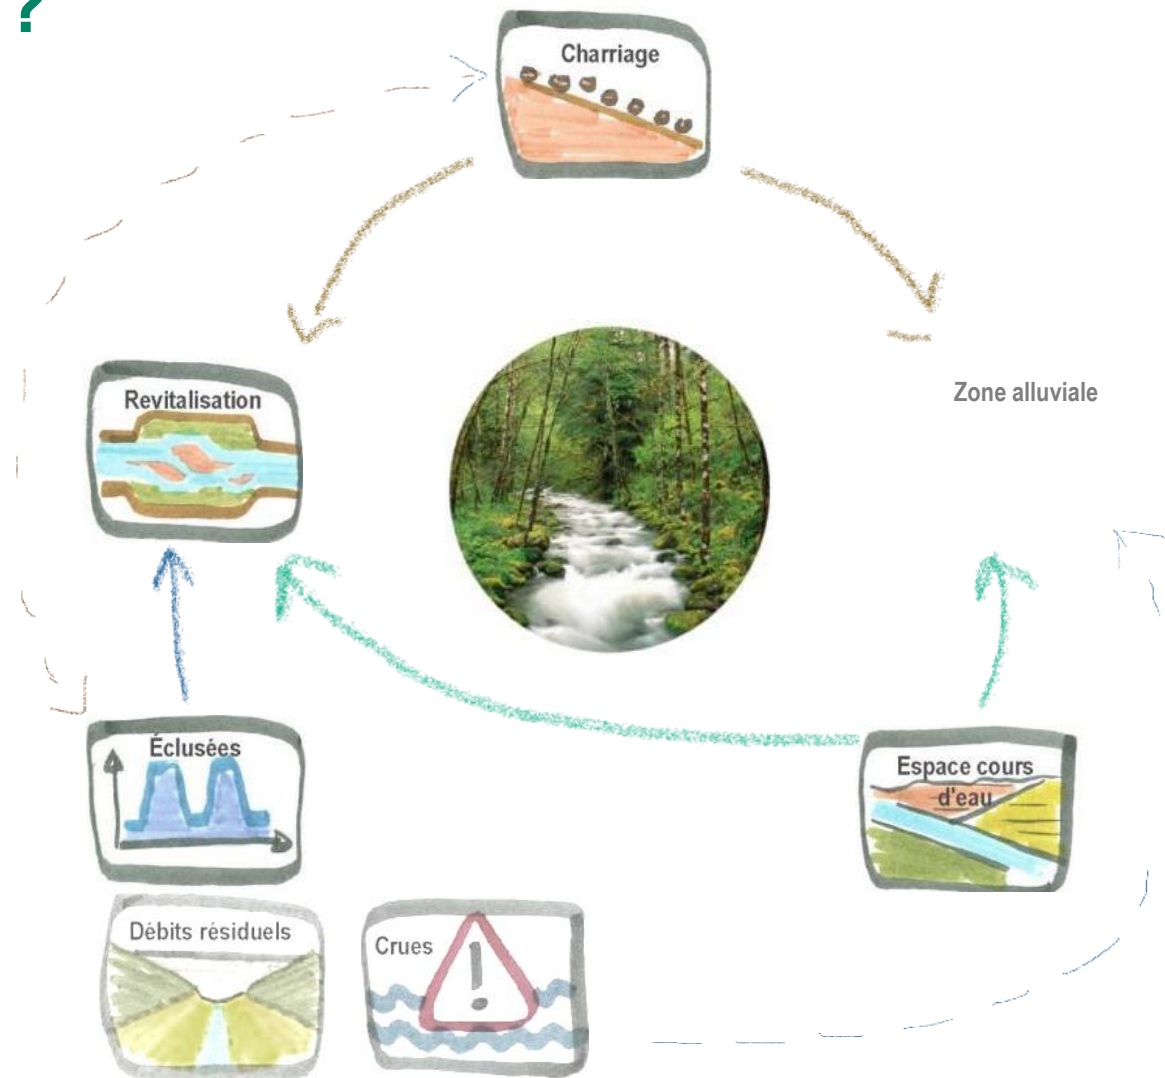 ?
Charriage
Revitalisation
Zone alluviale
Éclusées
Espace cours
d'eau
Débits résiduels
Crues
!